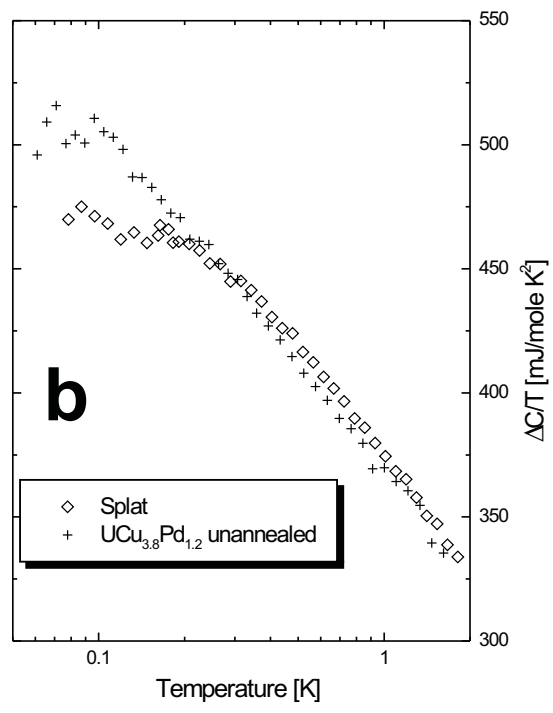 550
500
450
400
350
300
ΔC/T [mJ/mole K²]
b
Splat
UCu₃.₈Pd₁.₂ unannealed
0.1
1
Temperature [K]